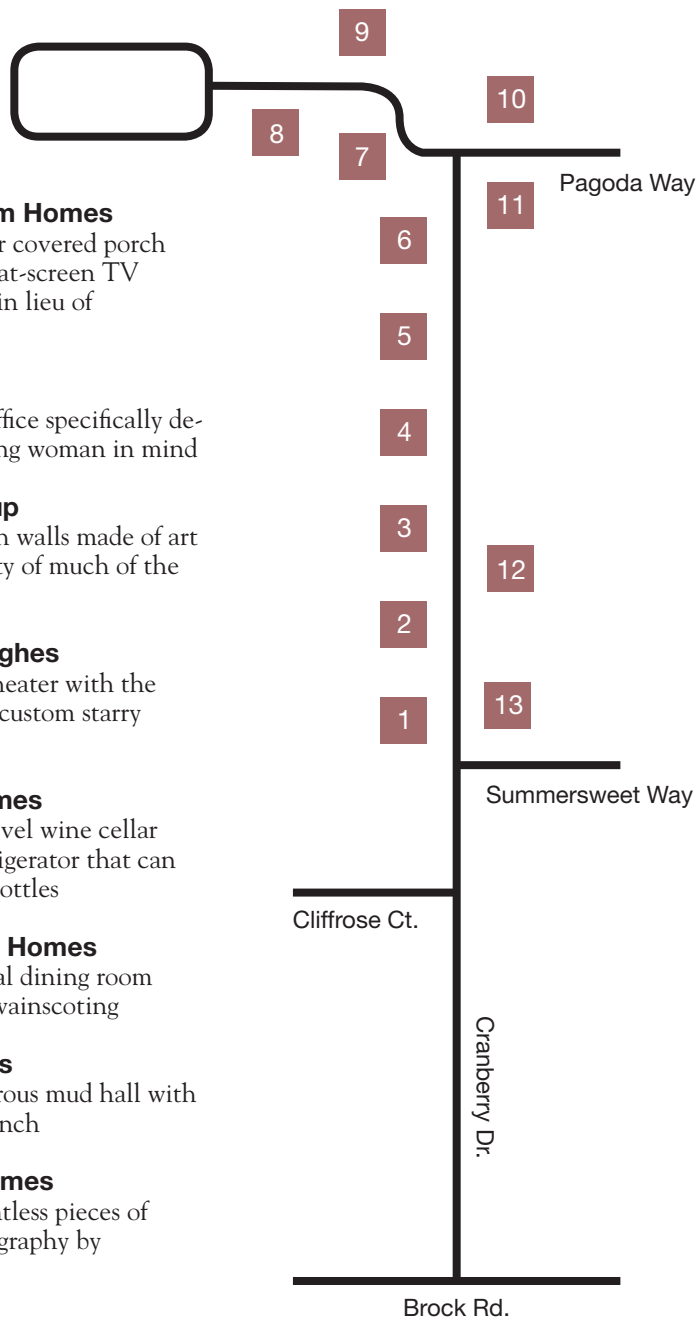 9
10
8
7
Pagoda Way
11
6
5
4
3
12
2
1
13
Summersweet Way
Cliffrose Ct.
Cranberry Dr.
Brock Rd.
Homes
covered porch
at-screen TV
in lieu of
ffice specifically de-
ng woman in mind
up
n walls made of art
ty of much of the
ghes
heater with the
custom starry
mes
vel wine cellar
igerator that can
ottles
Homes
al dining room
wainscoting
s
rous mud hall with
nch
mes
ntless pieces of
graphy by